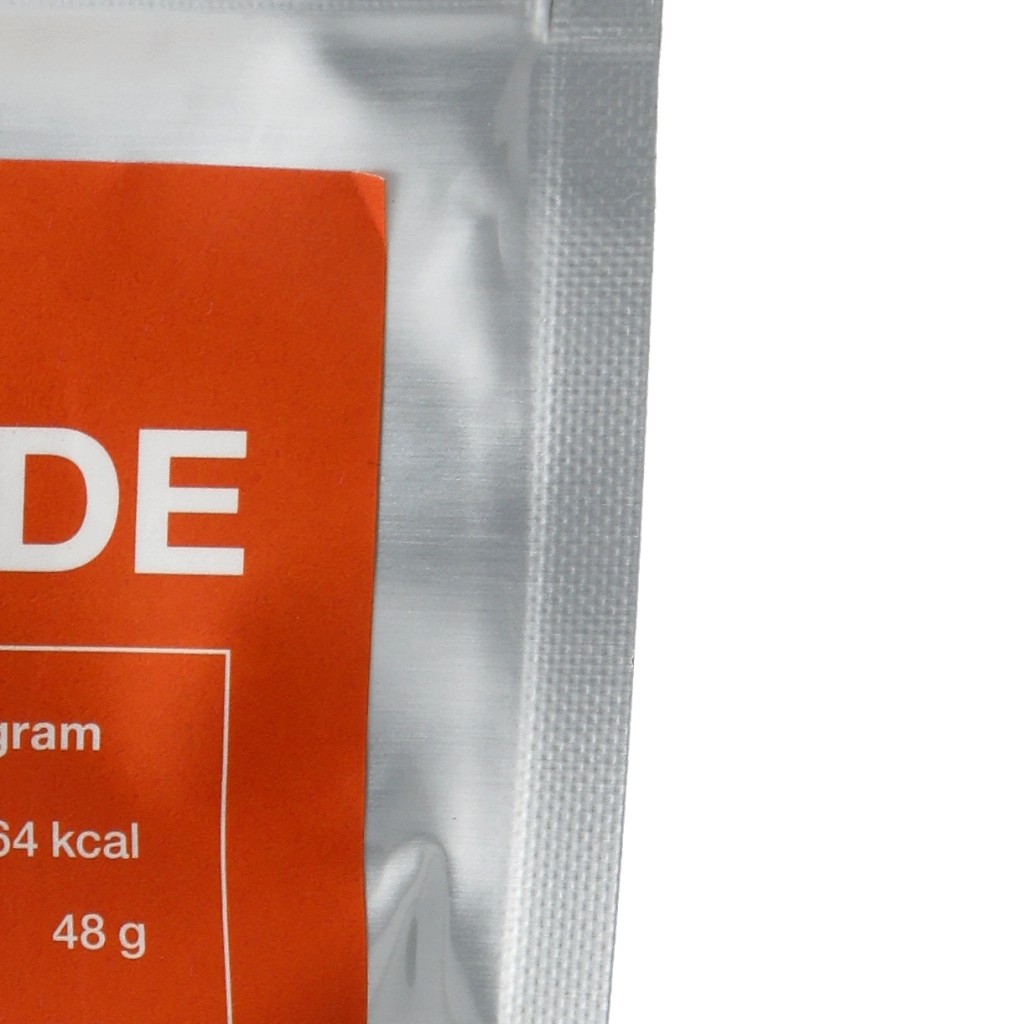 DE
gram
64 kcal
48 g